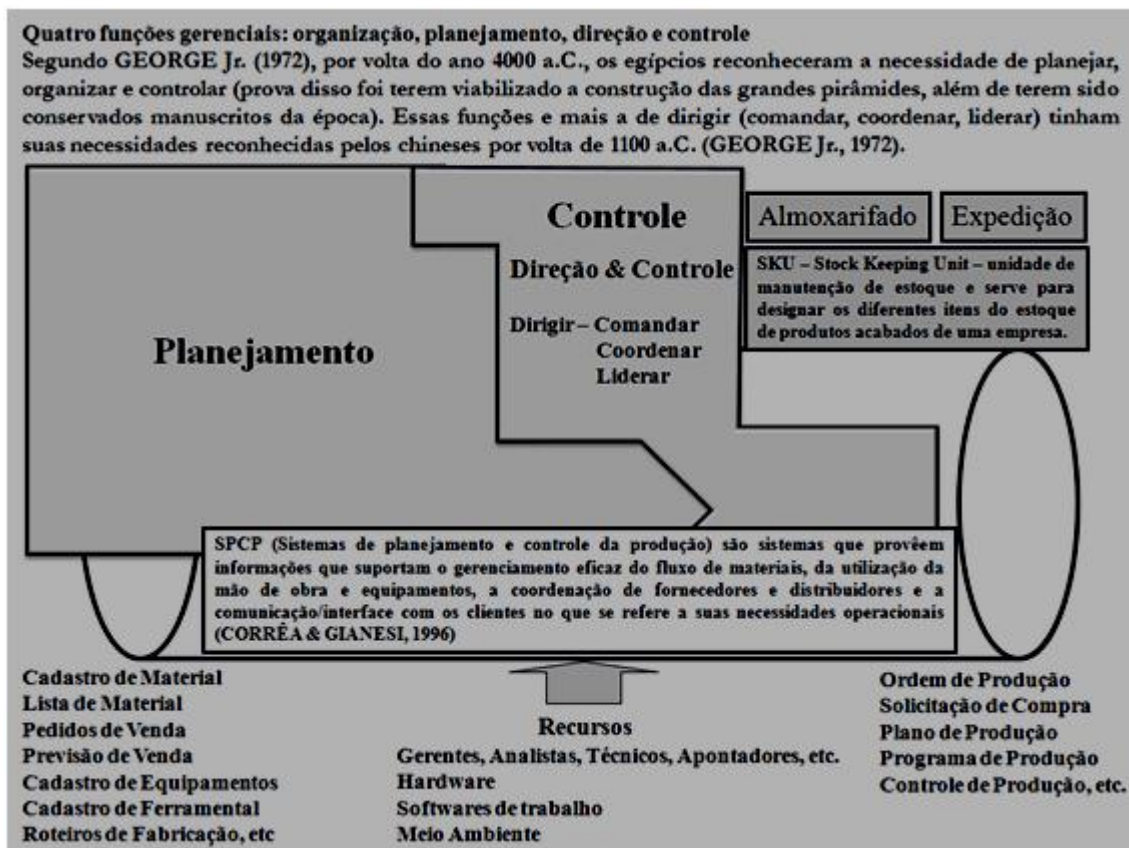 Quatro funções gerenciais: organização, planejamento, direção e controle
Segundo GEORGE Jr. (1972), por volta do ano 4000 a.C., os egípcios reconheceram a necessidade de planejar,
organizar e controlar (prova disso foi terem viabilizado a construção das grandes pirâmides, além de terem sido
conservados manuscritos da época). Essas funções e mais a de dirigir (comandar, coordenar, liderar) tinham
suas necessidades reconhecidas pelos chineses por volta de 1100 a.C. (GEORGE Jr., 1972).
Planejamento
Controle
Direção & Controle
Dirigir – Comandar
Coordenar
Liderar
Almoxarifado
Expedição
SKU – Stock Keeping Unit – unidade de
manutenção de estoque e serve para
designar os diferentes itens do estoque
de produtos acabados de uma empresa.
SPCP (Sistemas de planejamento e controle da produção) são sistemas que provêem
informações que suportam o gerenciamento eficaz do fluxo de materiais, da utilização da
mão de obra e equipamentos, a coordenação de fornecedores e distribuidores e a
comunicação/interface com os clientes no que se refere a suas necessidades operacionais
(CORRÊA & GIANESI, 1996)
Cadastro de Material
Lista de Material
Pedidos de Venda
Previsão de Venda
Cadastro de Equipamentos
Cadastro de Ferramental
Roteiros de Fabricação, etc
Recursos
Gerentes, Analistas, Técnicos, Apontadores, etc.
Hardware
Softwares de trabalho
Meio Ambiente
Ordem de Produção
Solicitação de Compra
Plano de Produção
Programa de Produção
Controle de Produção, etc.